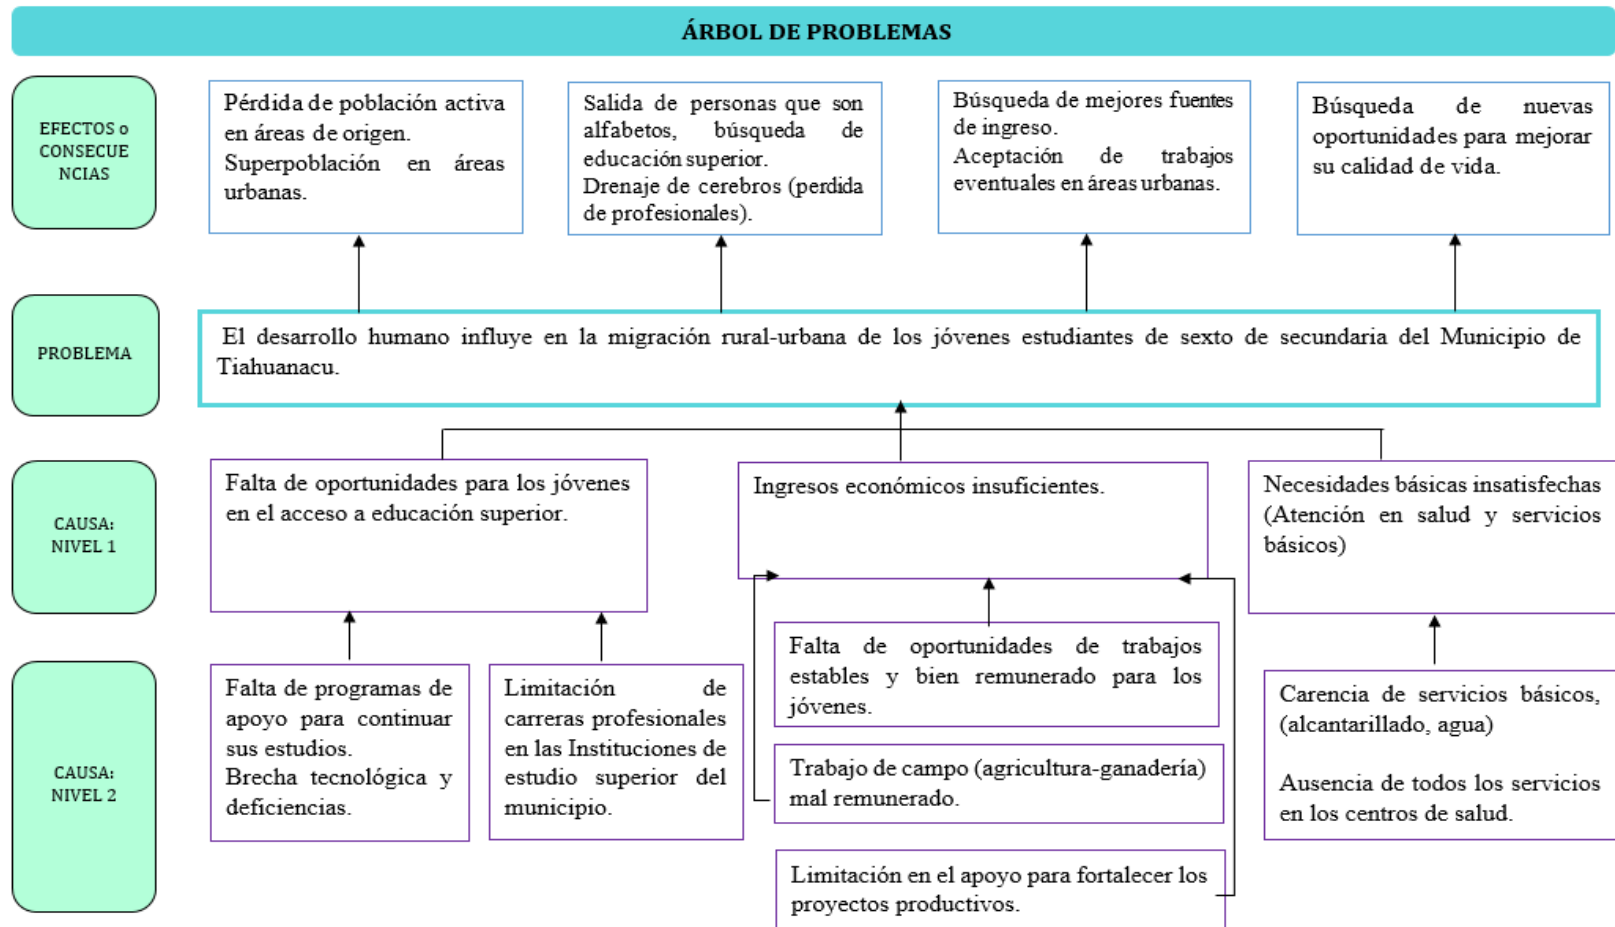 ÁRBOL DE PROBLEMAS
EFECTOS o
CONSECUE
NCIAS
Pérdida de población activa
en áreas de origen.
Superpoblación en áreas
urbanas.
Salida de personas que son
alfabetos, búsqueda de
educación superior.
Drenaje de cerebros (perdida
de profesionales).
Búsqueda de mejores fuentes
de ingreso.
Aceptación de trabajos
eventuales en áreas urbanas.
Búsqueda de nuevas
oportunidades para mejorar
su calidad de vida.
PROBLEMA
El desarrollo humano influye en la migración rural-urbana de los jóvenes estudiantes de sexto de secundaria del Municipio de
Tiahuanacu.
CAUSA:
NIVEL 1
Falta de oportunidades para los jóvenes
en el acceso a educación superior.
Ingresos económicos insuficientes.
Necesidades básicas insatisfechas
(Atención en salud y servicios
básicos)
CAUSA:
NIVEL 2
Falta de programas de
apoyo para continuar
sus estudios.
Brecha tecnológica y
deficiencias.
Limitación de
carreras profesionales
en las Instituciones de
estudio superior del
municipio.
Falta de oportunidades de trabajos
estables y bien remunerado para los
jóvenes.
Trabajo de campo (agricultura-ganadería)
mal remunerado.
Limitación en el apoyo para fortalecer los
proyectos productivos.
Carencia de servicios básicos,
(alcantarillado, agua)
Ausencia de todos los servicios
en los centros de salud.